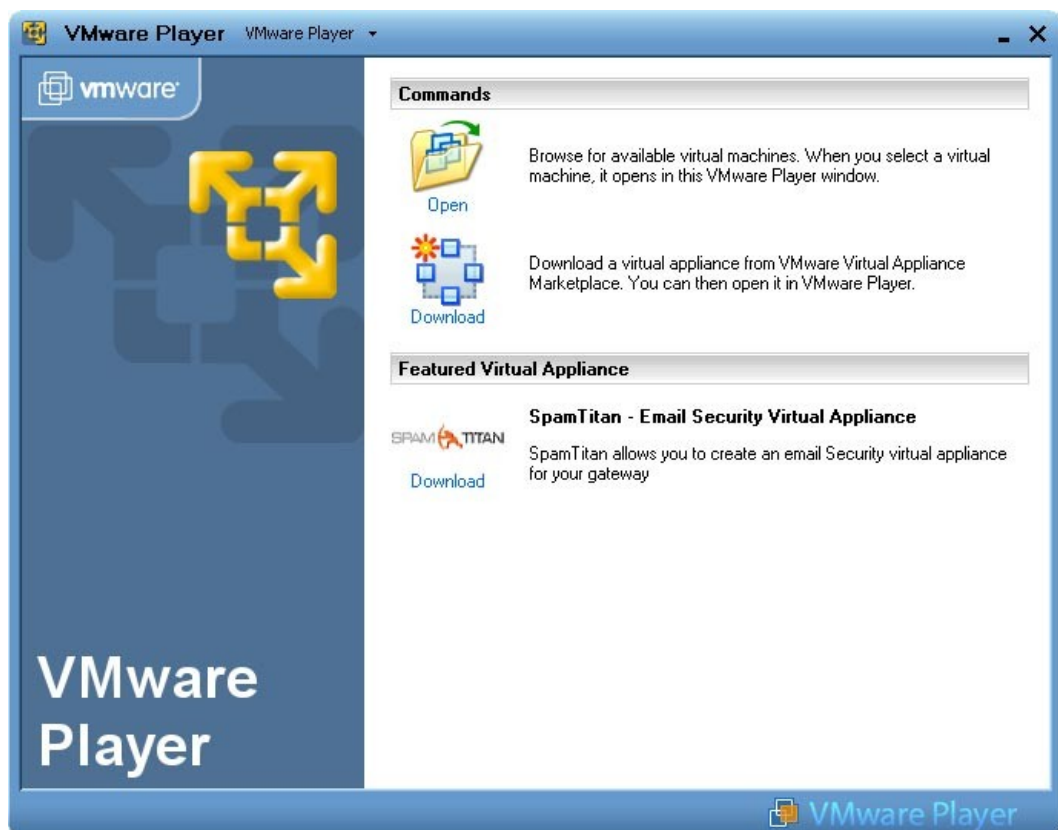 VMware Player VMware Player
vmware
Commands
Browse for available virtual machines. When you select a virtual
machine, it opens in this VMware Player window.
Open
Download a virtual appliance from VMware Virtual Appliance
Marketplace. You can then open it in VMware Player.
Download
Featured Virtual Appliance
SpamTitan - Email Security Virtual Appliance
SPAM TITAN
SpamTitan allows you to create an email Security virtual appliance
for your gateway
Download
VMware
Player
VMware Player